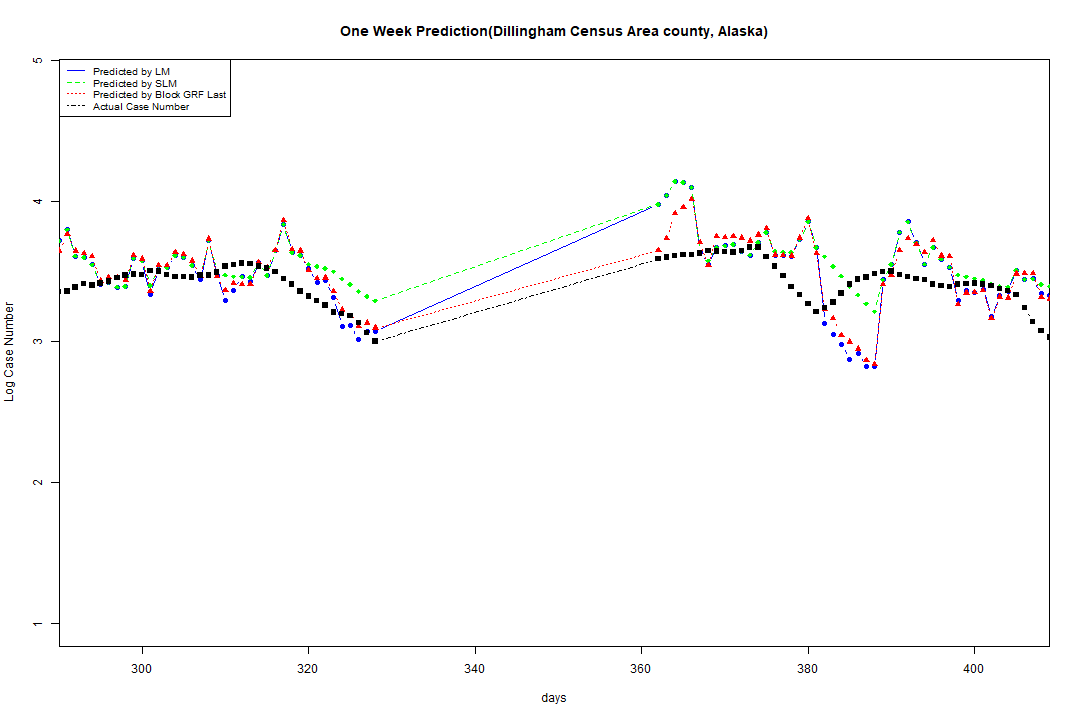 One Week Prediction(Dillingham Census Area county, Alaska)
Predicted by LM
Predicted by SLM
Predicted by Block GRF Last
Actual Case Number
5
4
3
2
1
Log Case Number
300
320
340
360
380
400
days